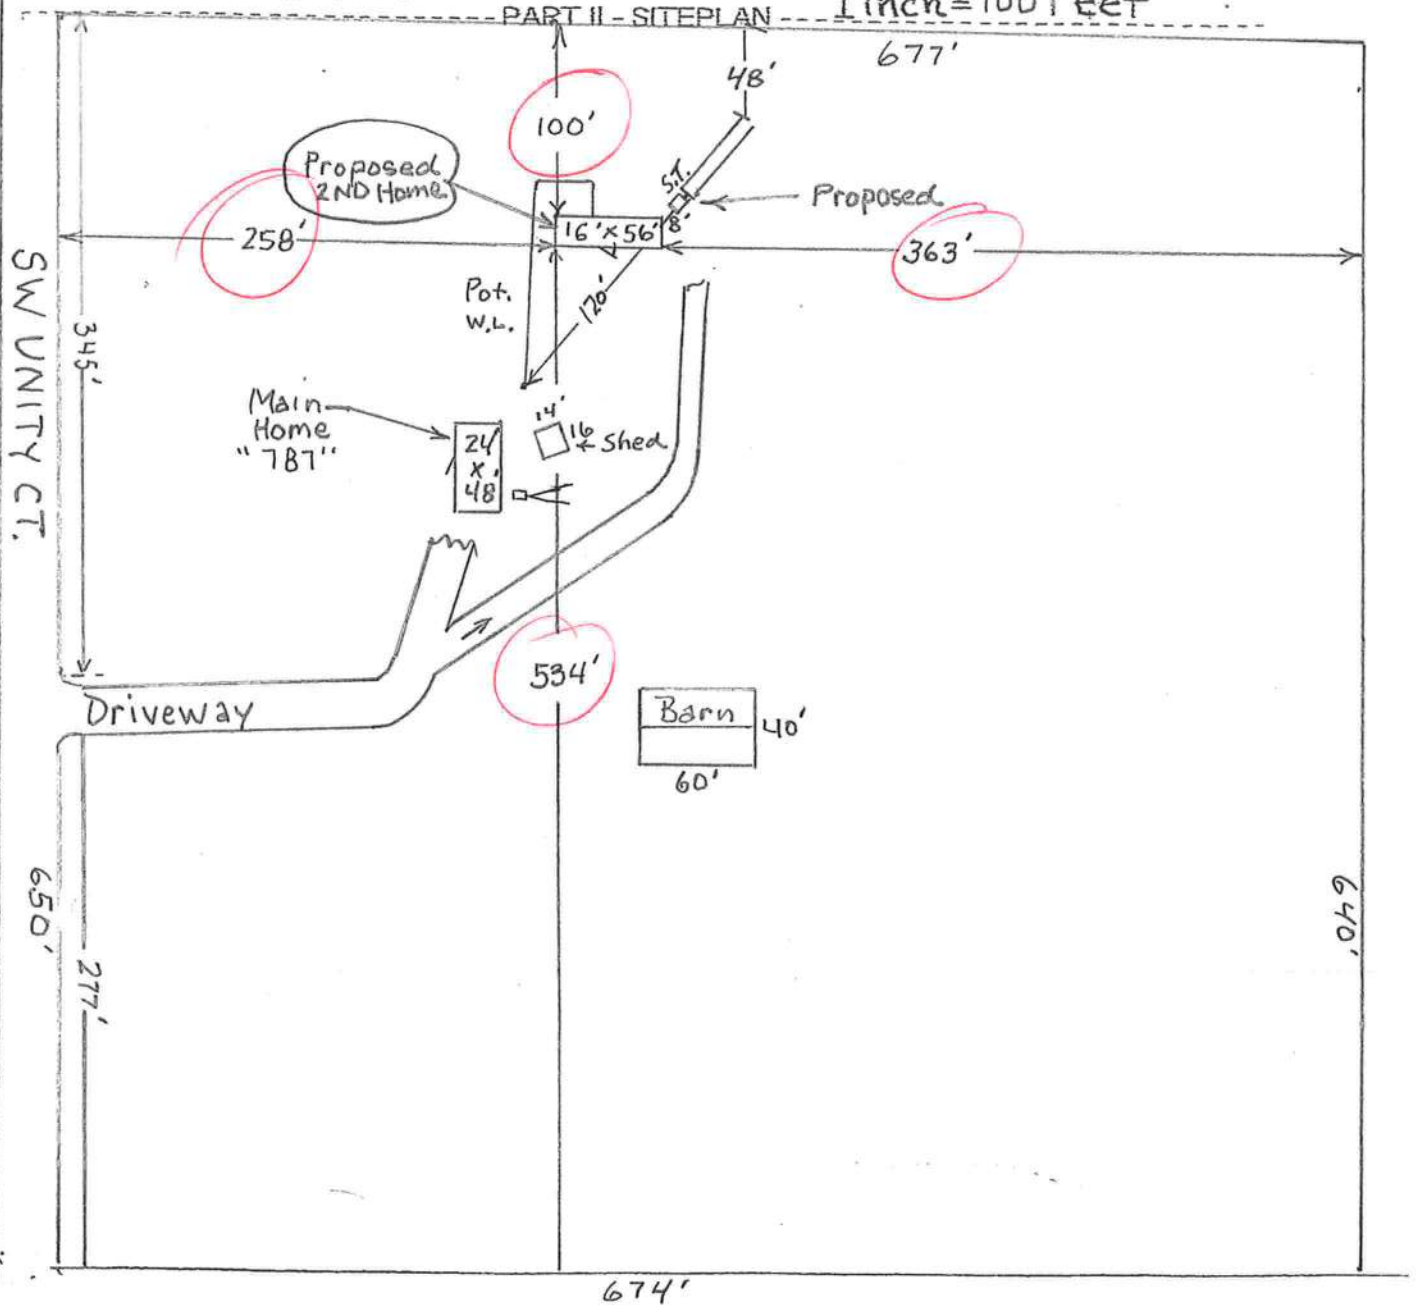 PART II - SITEPLAN
1 inch = 100 FEET
677'
48'
100'
Proposed
2ND Home
S.T.
Proposed
258'
16' x 56'
8'
363'
SW UNITY CT.
Pot.
W.L.
120'
345'
Main
Home
"787"
14'
16
Shed
24
x
48'
534'
Driveway
Barn
40'
60'
650'
640'
277'
674'